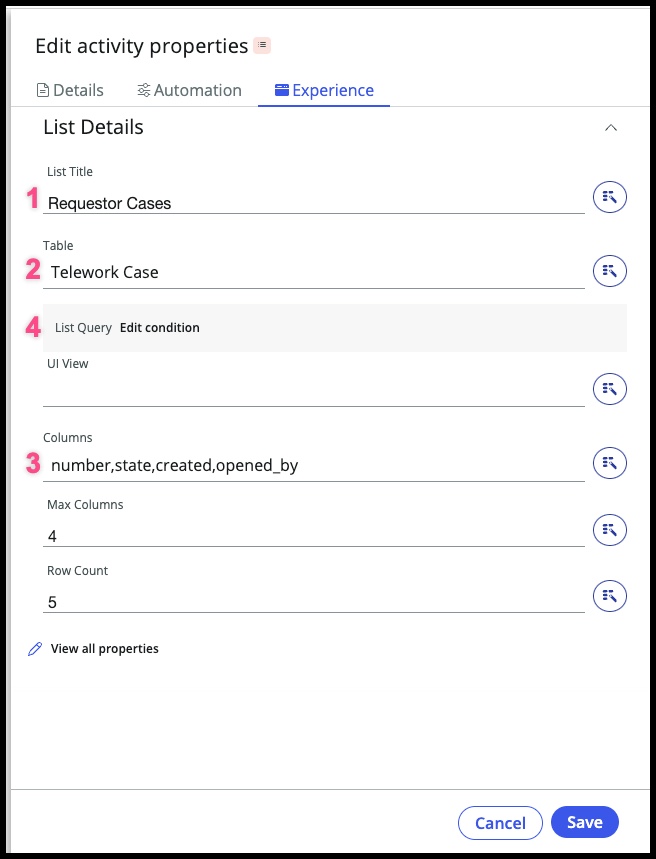 Edit activity properties
Details Automation Experience
List Details
List Title
1 Requestor Cases
Table
2 Telework Case
4 List Query Edit condition
UI View
Columns
3 number,state,created,opened_by
Max Columns
4
Row Count
5
View all properties
Cancel Save